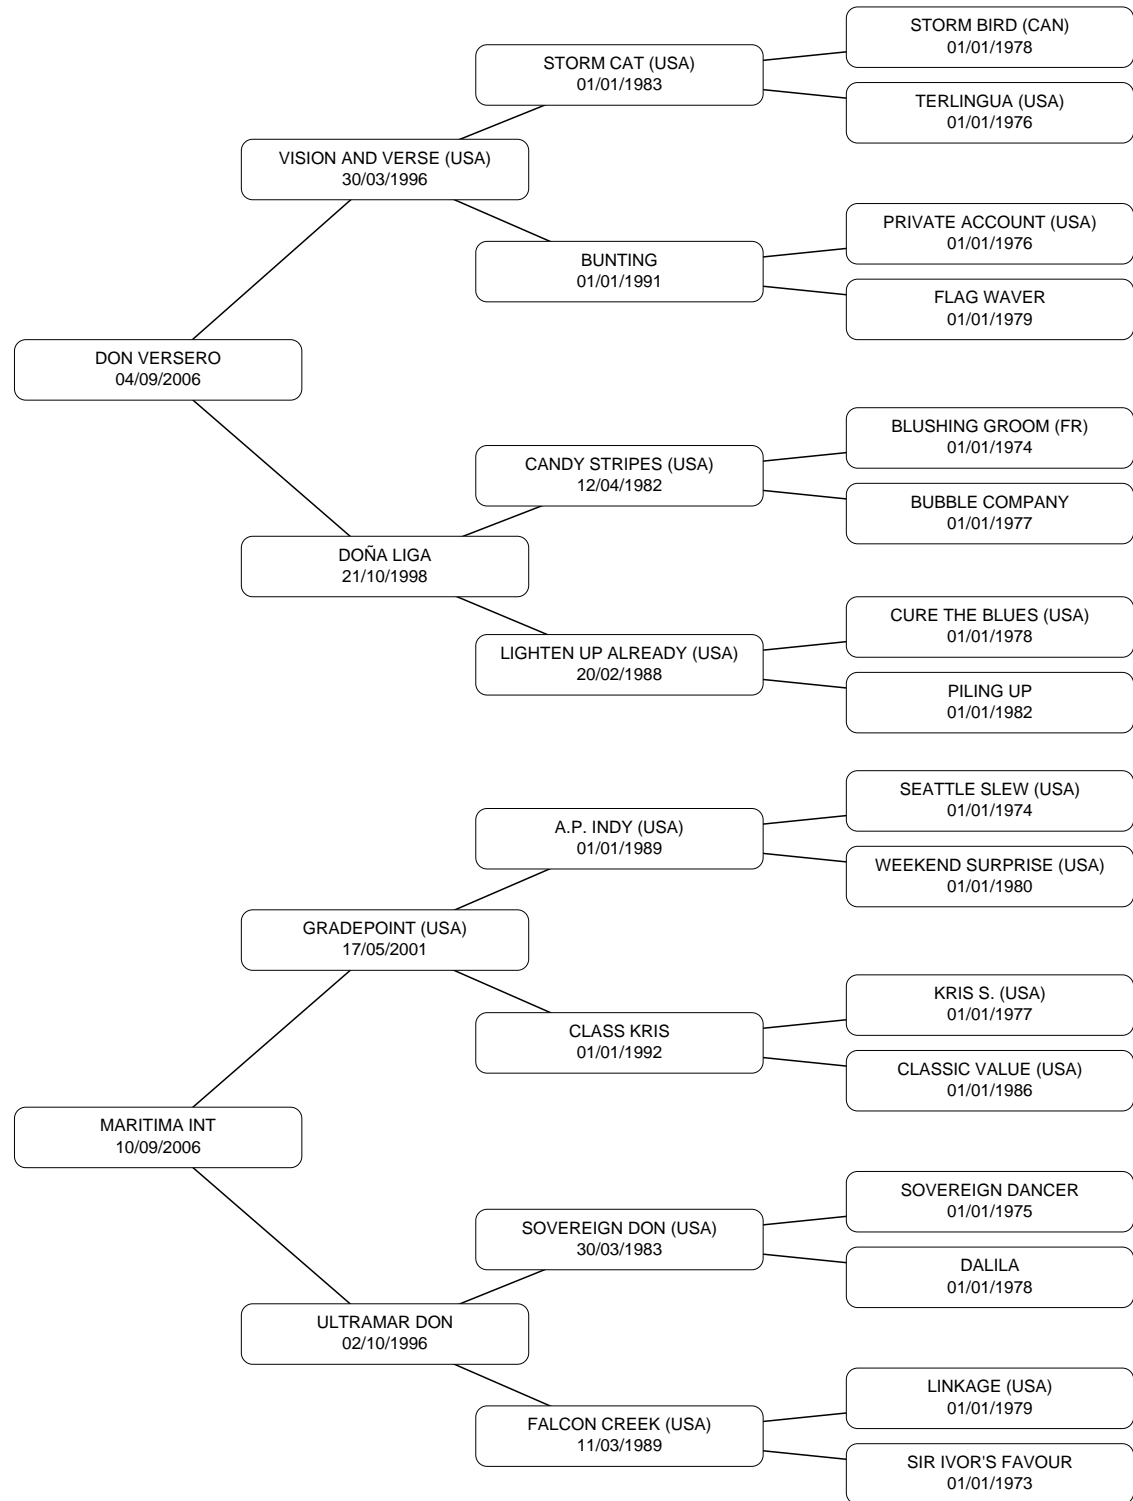 STORM BIRD (CAN)
01/01/1978
STORM CAT (USA)
01/01/1983
TERLINGUA (USA)
01/01/1976
VISION AND VERSE (USA)
30/03/1996
PRIVATE ACCOUNT (USA)
01/01/1976
BUNTING
01/01/1991
FLAG WAVER
01/01/1979
DON VERSERO
04/09/2006
BLUSHING GROOM (FR)
01/01/1974
CANDY STRIPES (USA)
12/04/1982
BUBBLE COMPANY
01/01/1977
DOÑA LIGA
21/10/1998
CURE THE BLUES (USA)
01/01/1978
LIGHTEN UP ALREADY (USA)
20/02/1988
PILING UP
01/01/1982
SEATTLE SLEW (USA)
01/01/1974
A.P. INDY (USA)
01/01/1989
WEEKEND SURPRISE (USA)
01/01/1980
GRADEPOINT (USA)
17/05/2001
KRIS S. (USA)
01/01/1977
CLASS KRIS
01/01/1992
CLASSIC VALUE (USA)
01/01/1986
MARITIMA INT
10/09/2006
SOVEREIGN DANCER
01/01/1975
SOVEREIGN DON (USA)
30/03/1983
DALILA
01/01/1978
ULTRAMAR DON
02/10/1996
LINKAGE (USA)
01/01/1979
FALCON CREEK (USA)
11/03/1989
SIR IVOR'S FAVOUR
01/01/1973